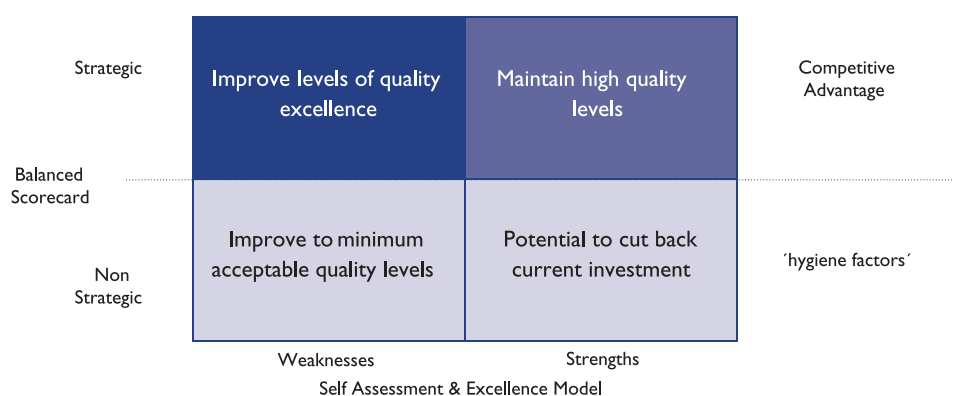 Strategic
Improve levels of quality
excellence
Maintain high quality
levels
Competitive
Advantage
Balanced
Scorecard
Non
Strategic
Improve to minimum
acceptable quality levels
Potential to cut back
current investment
´hygiene factors´
Weaknesses
Strengths
Self Assessment & Excellence Model